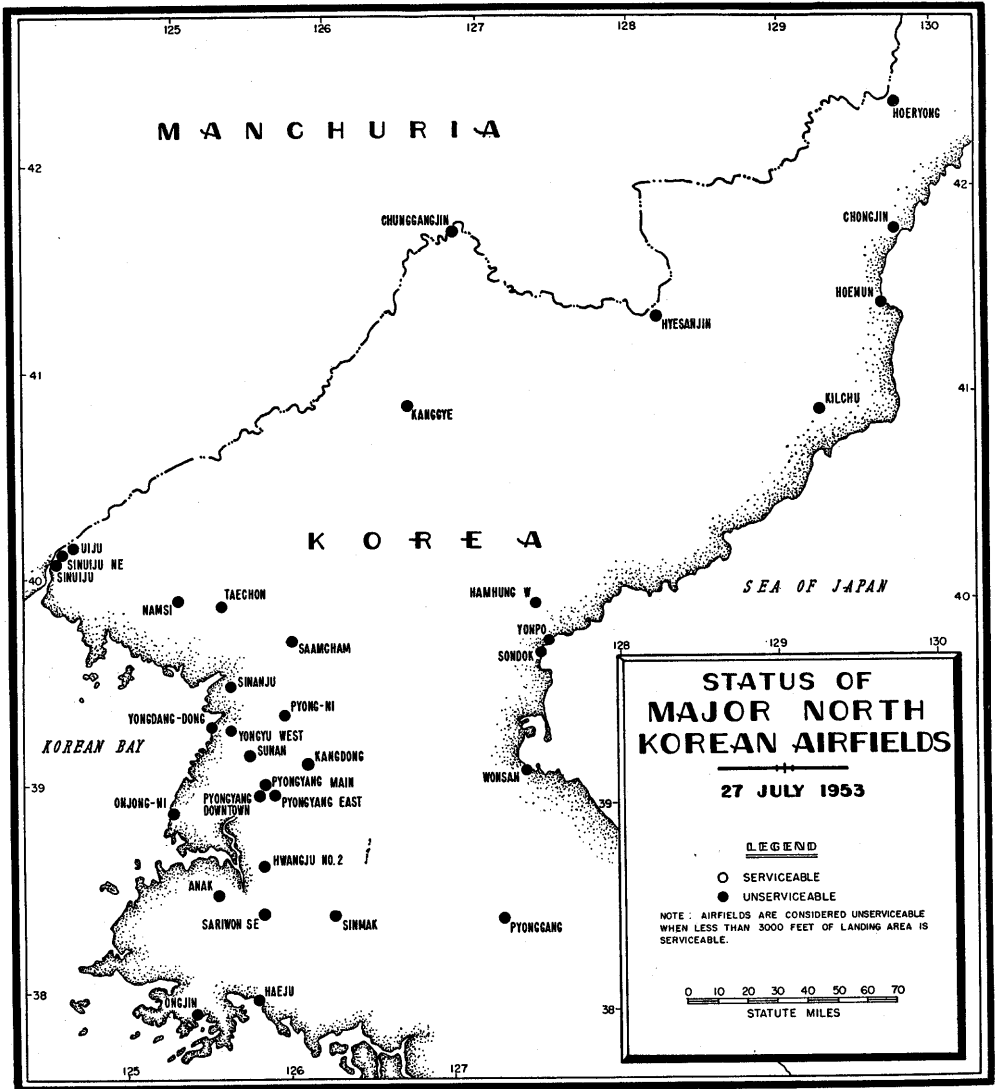 125 126 127 128 129 130
HOERYONG
MANCHURIA
42 42
CHUNGGANGJIN
CHONGJIN
HOEMUN
HYESANJIN
41 41
KANGGYE
KILCHU
KOREA
UIJU
SINUIJU NE
SINUIJU
40 40
SEA OF JAPAN
NAMSI
TAECHON
HAMHUNG W
YONPO
SAAMCHAM
SONDOK
128 129 130
SINANJU
PYONG-NI
YONGDANG-DONG
YONGYU WEST
KOREAN BAY
SUNAN
KANGDONG
WONSAN
39 39
PYONGYANG MAIN
ONJONG-NI
PYONGYANG
DOWNTOWN
PYONGYANG EAST
HWANGJU NO.2
ANAK
SARIWON SE
SINMAK
PYONGGANG
38 38
ONGJIN
HAEJU
125 126 127
STATUS OF
MAJOR NORTH
KOREAN AIRFIELDS
27 JULY 1953
LEGEND
SERVICEABLE
UNSERVICEABLE
NOTE : AIRFIELDS ARE CONSIDERED UNSERVICEABLE
WHEN LESS THAN 3000 FEET OF LANDING AREA IS
SERVICEABLE.
0 10 20 30 40 50 60 70
STATUTE MILES